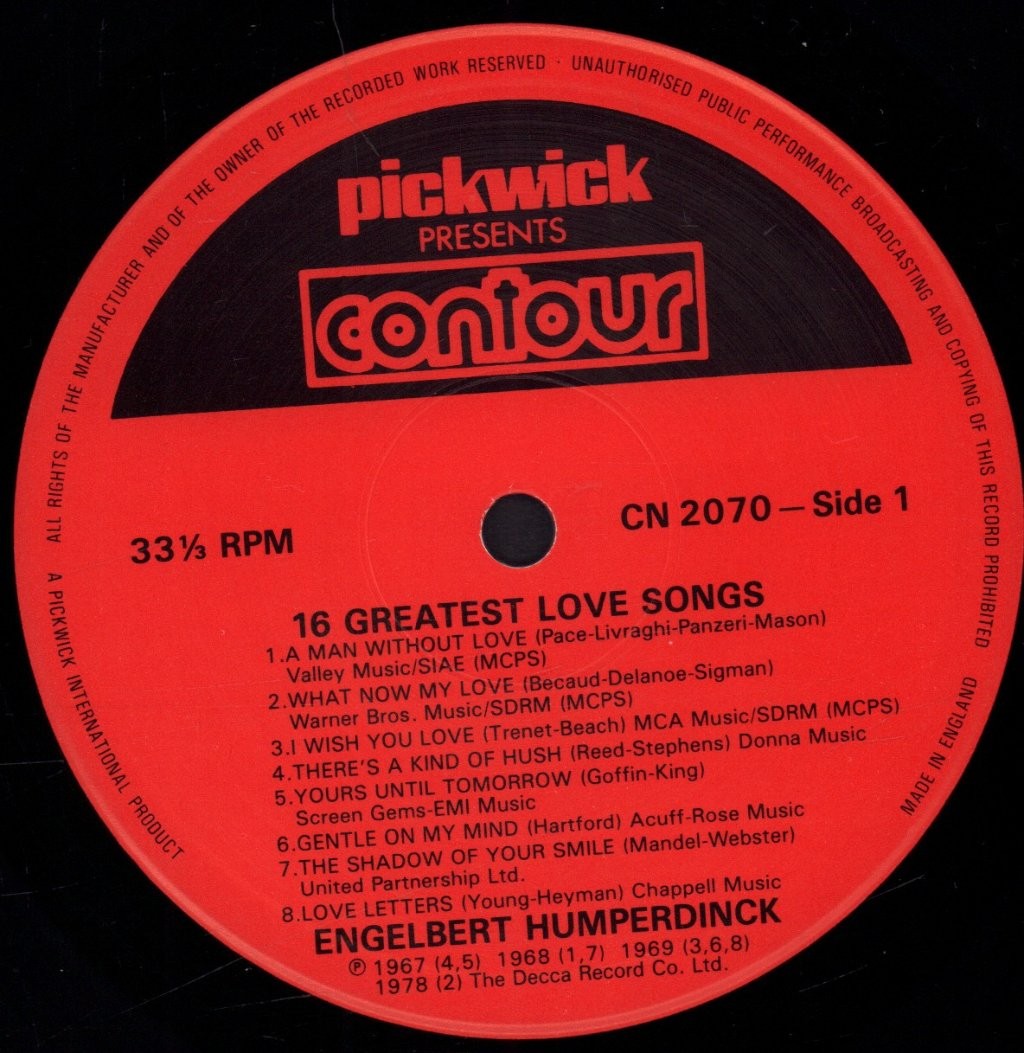 ALL RIGHTS OF THE MANUFACTURER AND OF THE OWNER OF THE RECORDED WORK RESERVED · UNAUTHORISED PUBLIC PERFORMANCE BROADCASTING AND COPYING OF THIS RECORD PROHIBITED
pickwick
PRESENTS
contour
33⅓ RPM
CN 2070 — Side 1
16 GREATEST LOVE SONGS
1.A MAN WITHOUT LOVE (Pace-Livraghi-Panzeri-Mason)
Valley Music/SIAE (MCPS)
2.WHAT NOW MY LOVE (Becaud-Delanoe-Sigman)
Warner Bros. Music/SDRM (MCPS)
3.I WISH YOU LOVE (Trenet-Beach) MCA Music/SDRM (MCPS)
4.THERE'S A KIND OF HUSH (Reed-Stephens) Donna Music
5.YOURS UNTIL TOMORROW (Goffin-King)
Screen Gems-EMI Music
6.GENTLE ON MY MIND (Hartford) Acuff-Rose Music
7.THE SHADOW OF YOUR SMILE (Mandel-Webster)
United Partnership Ltd.
8.LOVE LETTERS (Young-Heyman) Chappell Music
ENGELBERT HUMPERDINCK
℗ 1967 (4,5) 1968 (1,7) 1969 (3,6,8)
1978 (2) The Decca Record Co. Ltd.
A PICKWICK INTERNATIONAL PRODUCT
MADE IN ENGLAND